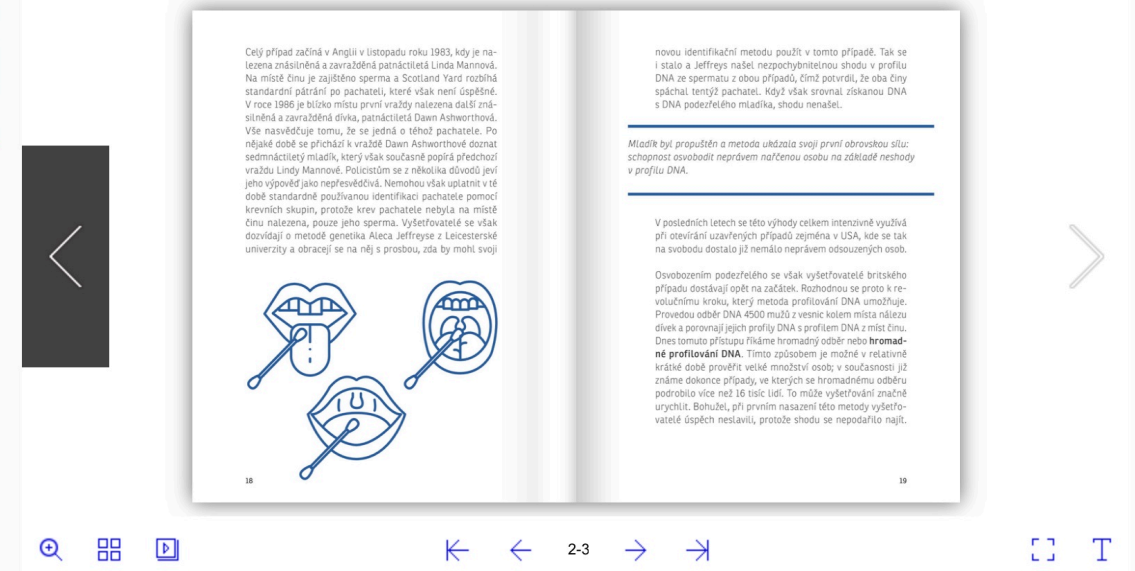 Celý případ začíná v Anglii v listopadu roku 1983, kdy je na-
lezena znásilněná a zavražděná patnáctiletá Linda Mannová.
Na místě činu je zajištěno sperma a Scotland Yard rozbíhá
standardní pátrání po pachateli, které však není úspěšné.
V roce 1986 je blízko místu první vraždy nalezena další zná-
silněná a zavražděná dívka, patnáctiletá Dawn Ashworthová.
Vše nasvědčuje tomu, že se jedná o téhož pachatele. Po
nějaké době se přichází k vraždě Dawn Ashworthové doznat
sedmnáctiletý mladík, který však současně popírá předchozí
vraždu Lindy Mannové. Policistům se z několika důvodů jeví
jeho výpověď jako nepřesvědčivá. Nemohou však uplatnit v té
době standardně používanou identifikaci pachatele pomocí
krevních skupin, protože krev pachatele nebyla na místě
činu nalezena, pouze jeho sperma. Vyšetřovatelé se však
dozvídají o metodě genetika Aleca Jeffreyse z Leicesterské
univerzity a obracejí se na něj s prosbou, zda by mohl svoji
18
novou identifikační metodu použít v tomto případě. Tak se
i stalo a Jeffreys našel nezpochybnitelnou shodu v profilu
DNA ze spermatu z obou případů, čímž potvrdil, že oba činy
spáchal tentýž pachatel. Když však srovnal získanou DNA
s DNA podezřelého mladíka, shodu nenašel.
Mladík byl propuštěn a metoda ukázala svoji první obrovskou sílu:
schopnost osvobodit neprávem nařčenou osobu na základě neshody
v profilu DNA.
V posledních letech se této výhody celkem intenzivně využívá
při otevírání uzavřených případů zejména v USA, kde se tak
na svobodu dostalo již nemálo neprávem odsouzených osob.
Osvobozením podezřelého se však vyšetřovatelé britského
případu dostávají opět na začátek. Rozhodnou se proto k re-
volučnímu kroku, který metoda profilování DNA umožňuje.
Provedou odběr DNA 4500 mužů z vesnic kolem místa nálezu
dívek a porovnají jejich profily DNA s profilem DNA z míst činu.
Dnes tomuto přístupu říkáme hromadný odběr nebo hromad-
né profilování DNA. Tímto způsobem je možné v relativně
krátké době prověřit velké množství osob; v současnosti již
známe dokonce případy, ve kterých se hromadnému odběru
podrobilo více než 16 tisíc lidí. To může vyšetřování značně
urychlit. Bohužel, při prvním nasazení této metody vyšetřo-
vatelé úspěch neslavili, protože shodu se nepodařilo najít.
19
2-3